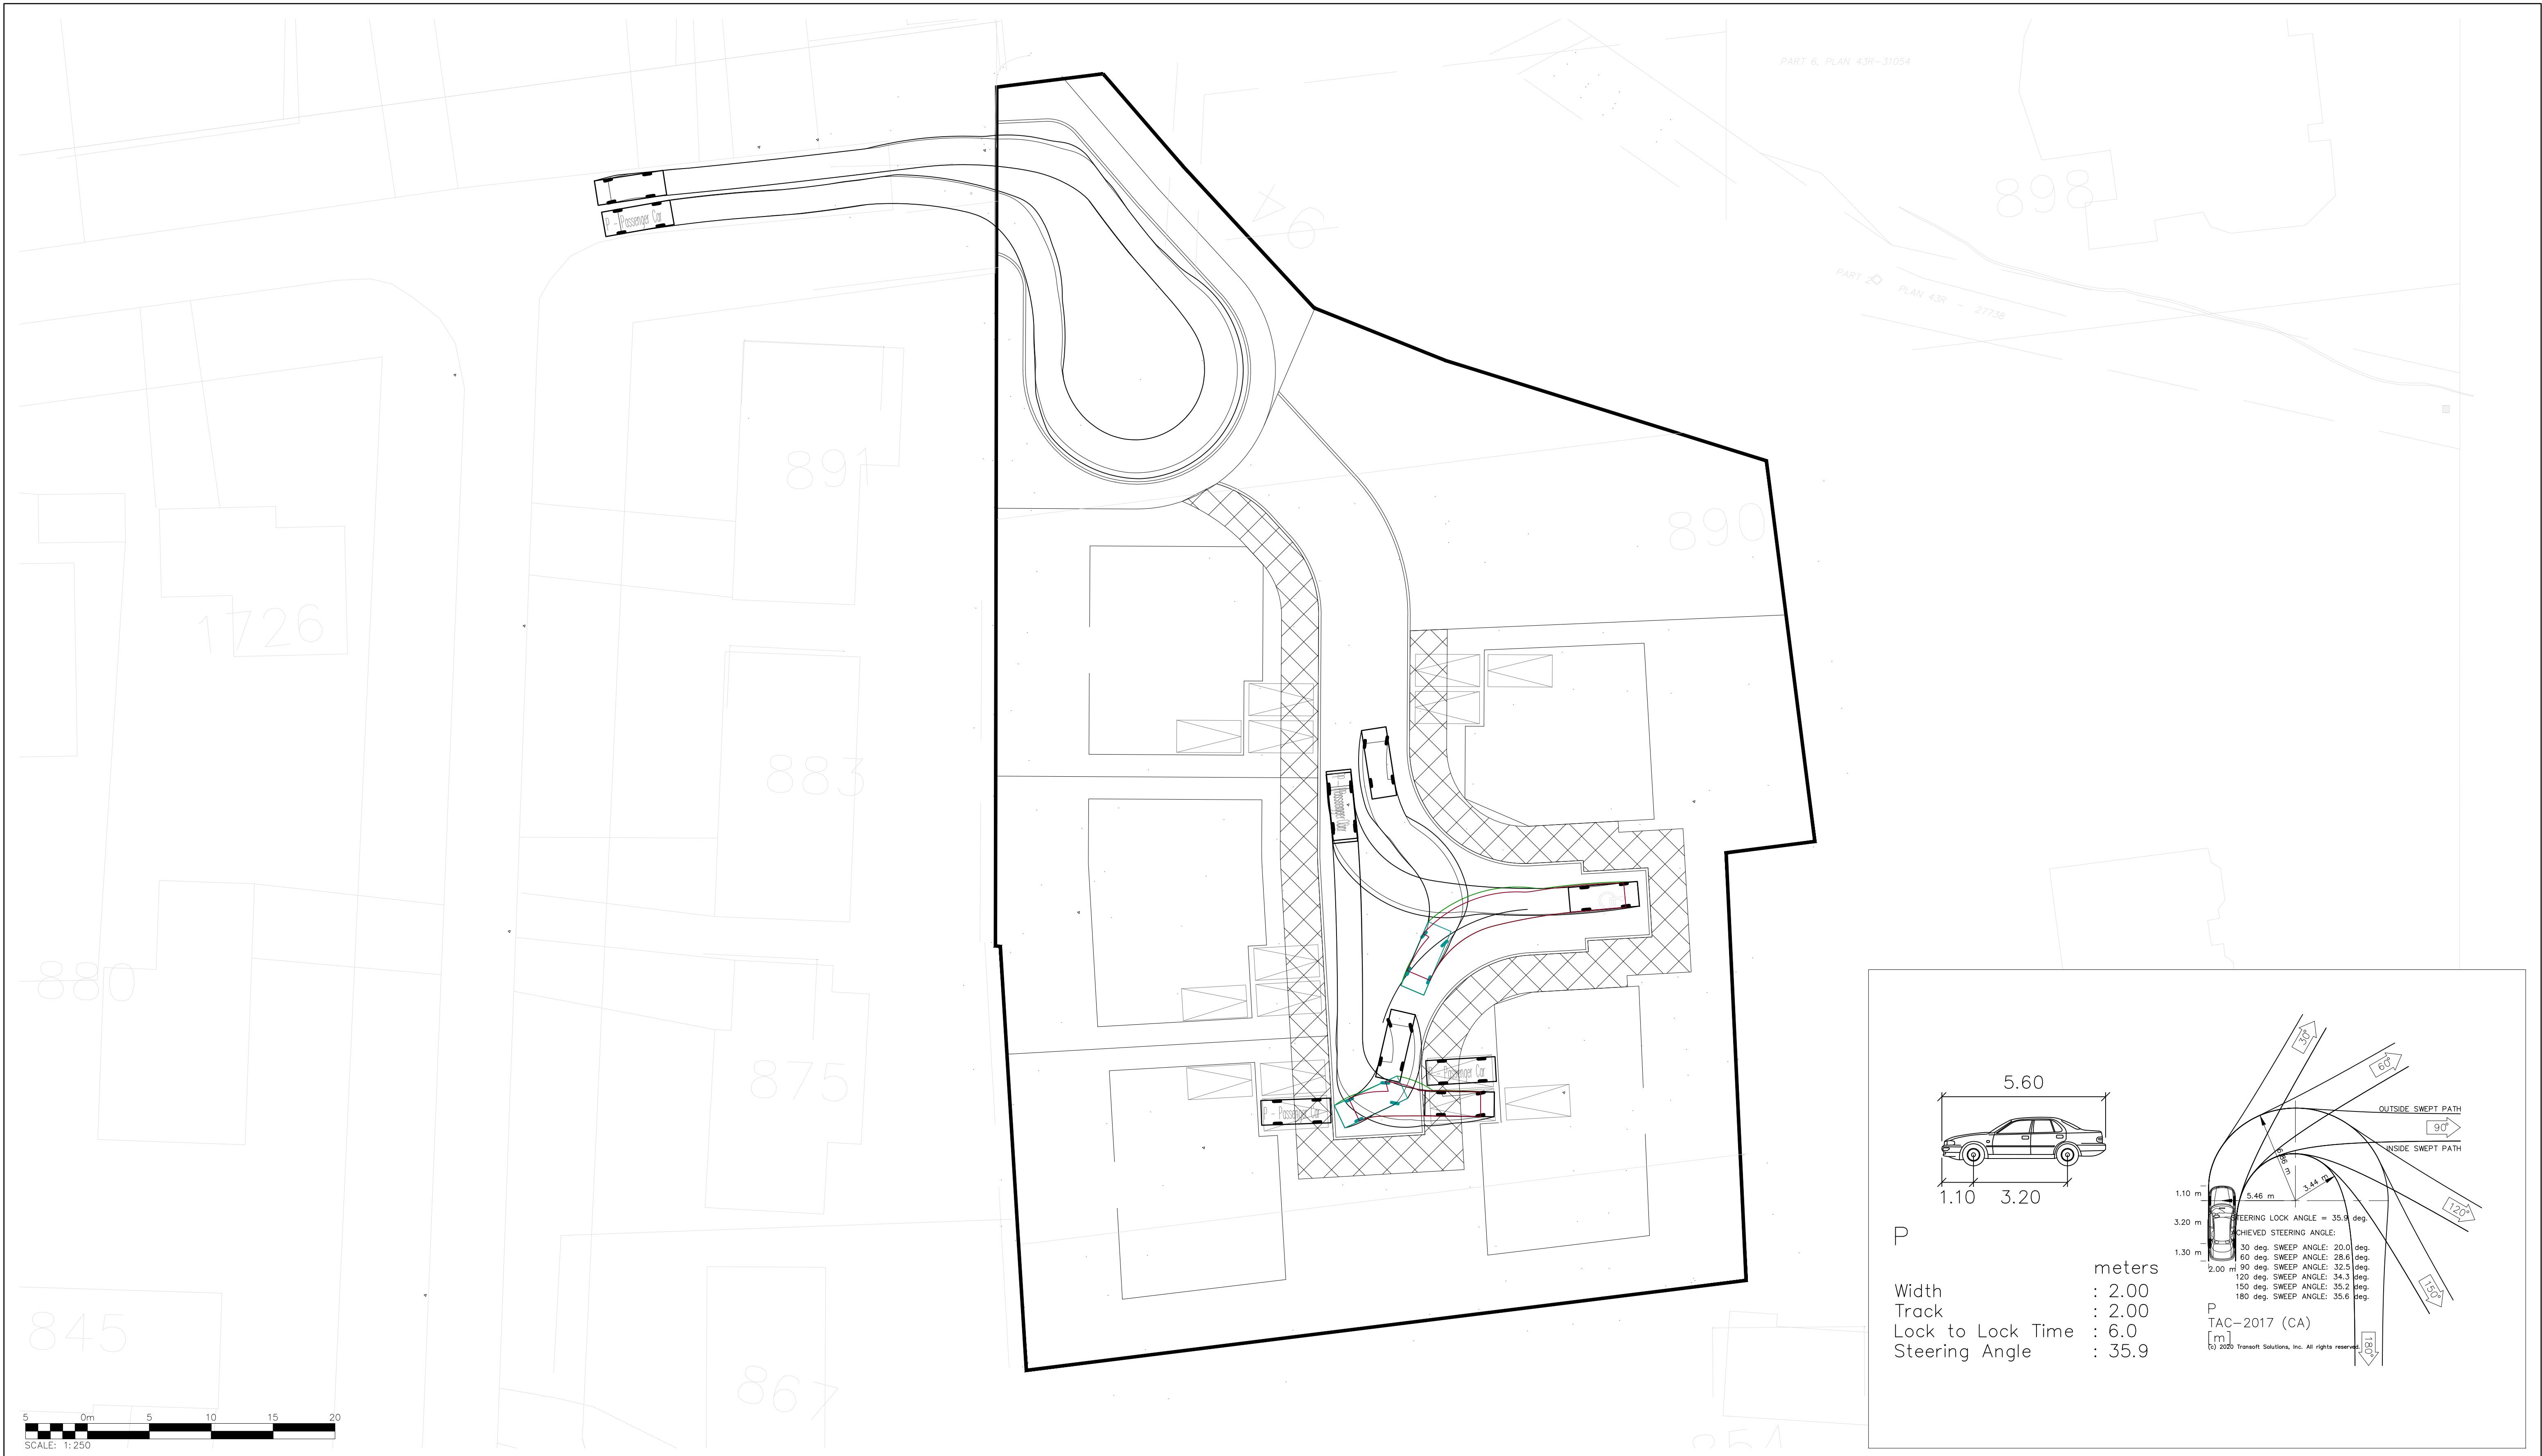 PART 6, PLAN 43R-31054
898
PART 2
PLAN 43R - 27738
P - Passenger Car
891
890
1726
883
P - Passenger Car
880
875
P - Passenger Car
P - Passenger Car
845
867
854
5 0m 5 10 15 20
SCALE: 1:250
5.60
1.10 3.20
P
meters
Width : 2.00
Track : 2.00
Lock to Lock Time : 6.0
Steering Angle : 35.9
30°
60°
OUTSIDE SWEPT PATH
90°
INSIDE SWEPT PATH
3.44 m
1.10 m
5.46 m
120°
3.20 m
STEERING LOCK ANGLE = 35.9 deg.
ACHIEVED STEERING ANGLE:
1.30 m
30 deg. SWEEP ANGLE: 20.0 deg.
60 deg. SWEEP ANGLE: 28.6 deg.
2.00 m
90 deg. SWEEP ANGLE: 32.5 deg.
120 deg. SWEEP ANGLE: 34.3 deg.
150 deg. SWEEP ANGLE: 35.2 deg.
180 deg. SWEEP ANGLE: 35.6 deg.
150°
P
TAC-2017 (CA)
[m]
(c) 2020 Transoft Solutions, Inc. All rights reserved.
180°